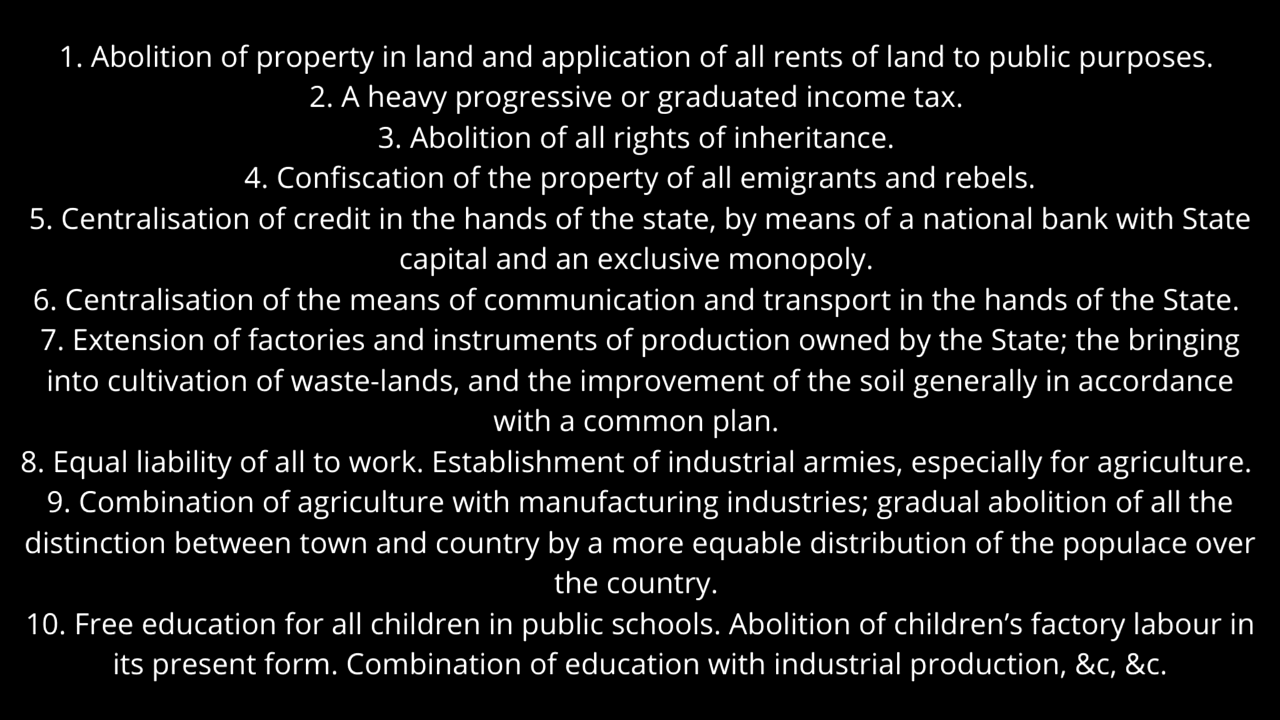 1. Abolition of property in land and application of all rents of land to public purposes.
2. A heavy progressive or graduated income tax.
3. Abolition of all rights of inheritance.
4. Confiscation of the property of all emigrants and rebels.
5. Centralisation of credit in the hands of the state, by means of a national bank with State
capital and an exclusive monopoly.
6. Centralisation of the means of communication and transport in the hands of the State.
7. Extension of factories and instruments of production owned by the State; the bringing
into cultivation of waste-lands, and the improvement of the soil generally in accordance
with a common plan.
8. Equal liability of all to work. Establishment of industrial armies, especially for agriculture.
9. Combination of agriculture with manufacturing industries; gradual abolition of all the
distinction between town and country by a more equable distribution of the populace over
the country.
10. Free education for all children in public schools. Abolition of children’s factory labour in
its present form. Combination of education with industrial production, &c, &c.